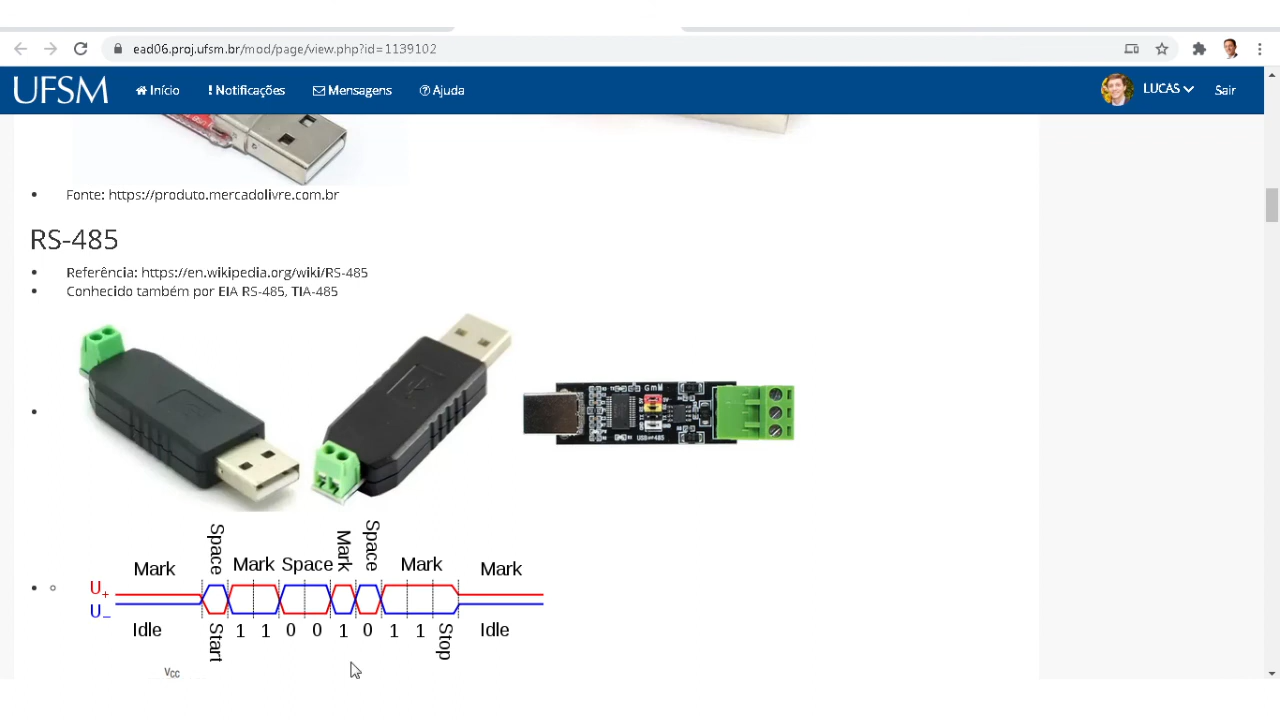 ead06.proj.ufsm.br/mod/page/view.php?id=1139102
UFSM Início Notificações Mensagens Ajuda LUCAS Sair
Fonte: https://produto.mercadolivre.com.br
RS-485
Referência: https://en.wikipedia.org/wiki/RS-485
Conhecido também por EIA RS-485, TIA-485
GmM
Space Mark Space
Mark Mark Space Mark Mark
U+
U−
Idle Start 1 1 0 0 1 0 1 1 Stop Idle
Vcc